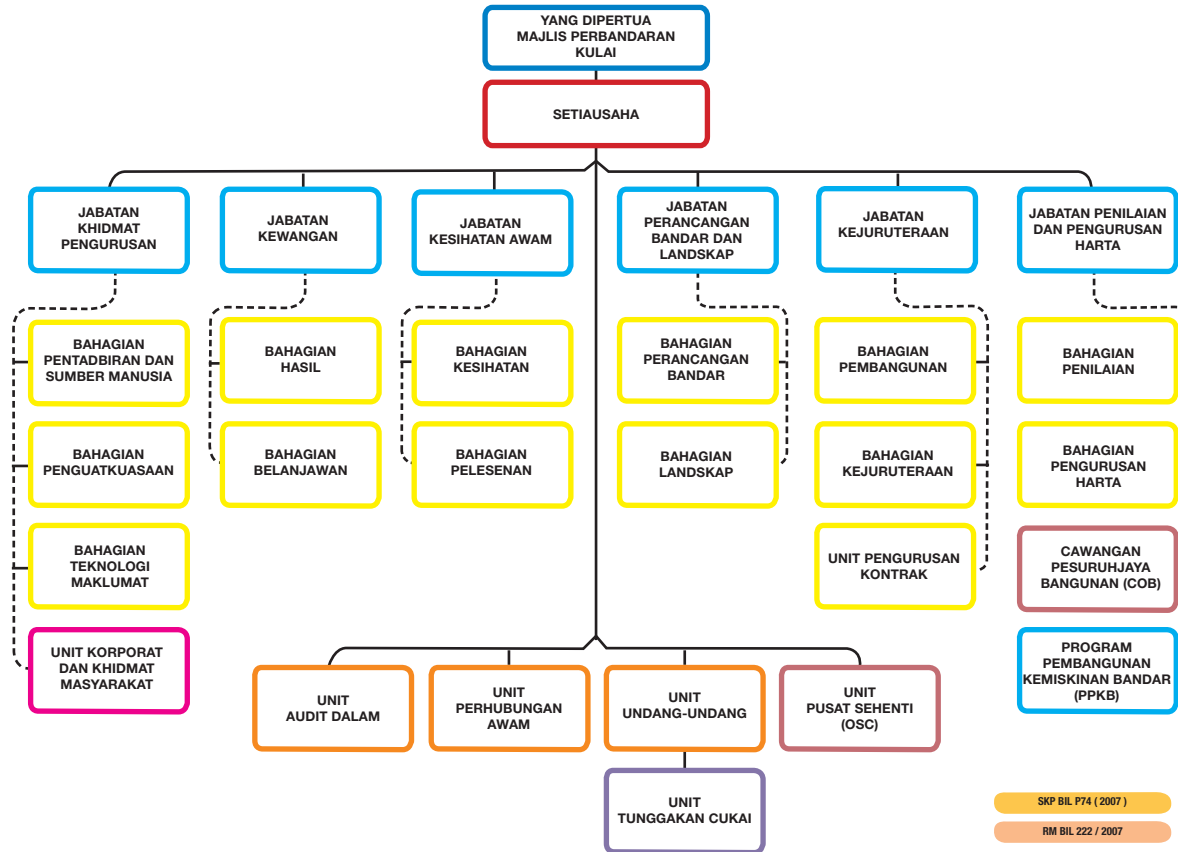 YANG DIPERTUA
MAJLIS PERBANDARAN
KULAI
SETIAUSAHA
JABATAN
KHIDMAT
PENGURUSAN
JABATAN
KEWANGAN
JABATAN
KESIHATAN AWAM
JABATAN
PERANCANGAN
BANDAR DAN
LANDSKAP
JABATAN
KEJURUTERAAN
JABATAN PENILAIAN
DAN PENGURUSAN
HARTA
BAHAGIAN
PENTADBIRAN DAN
SUMBER MANUSIA
BAHAGIAN
HASIL
BAHAGIAN
KESIHATAN
BAHAGIAN
PERANCANGAN
BANDAR
BAHAGIAN
PEMBANGUNAN
BAHAGIAN
PENILAIAN
BAHAGIAN
PENGUATKUASAAN
BAHAGIAN
BELANJAWAN
BAHAGIAN
PELESENAN
BAHAGIAN
LANDSKAP
BAHAGIAN
KEJURUTERAAN
BAHAGIAN
PENGURUSAN
HARTA
BAHAGIAN
TEKNOLOGI
MAKLUMAT
UNIT PENGURUSAN
KONTRAK
CAWANGAN
PESURUHJAYA
BANGUNAN (COB)
UNIT KORPORAT
DAN KHIDMAT
MASYARAKAT
PROGRAM
PEMBANGUNAN
KEMISKINAN BANDAR
(PPKB)
UNIT
AUDIT DALAM
UNIT
PERHUBUNGAN
AWAM
UNIT
UNDANG-UNDANG
UNIT
PUSAT SEHENTI
(OSC)
UNIT
TUNGGAKAN CUKAI
SKP BIL P74 ( 2007 )
RM BIL 222 / 2007